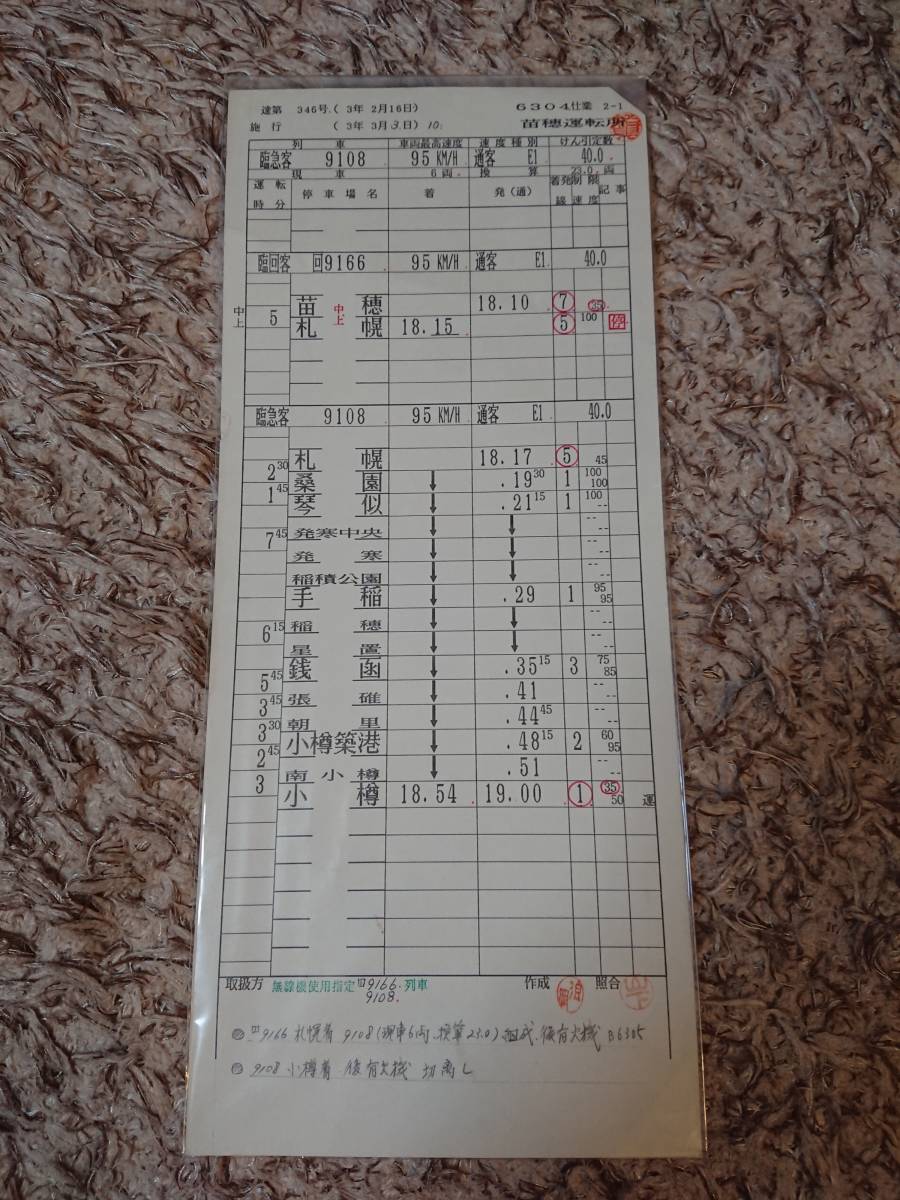 達第 346号.( 3年 2月16日) 6304仕業 2-1
施 行 ( 3年 3月 3.日) 10: 苗穂運転所
列 車 車両最高速度 速度種別 けん引定数
臨急客 9108 95 KM/H 通客 E1 40.0
現 車 6両. 換 算 23.0. 両
運転時分 停車場名 着 発(通) 着発線 制限速度 記事
臨回客 回9166 95 KM/H 通客 E1 40.0
苗 穂 18.10 7 35
中上 5 中上
札 幌 18.15 5 100 停
臨急客 9108 95 KM/H 通客 E1 40.0
札 幌 18.17 5 45
2 30 桑 園 ↓ .19 30 1 100 100
1 45 琴 似 ↓ .21 15 1 100 --
発寒中央 ↓ ↓ -- --
7 45 発 寒 ↓ ↓ -- --
稲積公園 ↓ ↓ -- --
手 稲 ↓ .29 1 95 95
稲 穂 ↓ ↓ -- --
6 15 星 置 ↓ ↓ -- --
銭 函 ↓ .35 15 3 75 85
5 45 張 碓 ↓ .41 -- --
3 45 朝 里 ↓ .44 45 -- --
3 30 小樽築港 ↓ .48 15 2 60 95
2 45 南小樽 ↓ .51 -- --
3 小 樽 18.54 19.00 1 35 50 運
取扱方 無線機使用指定 回9166.列車 作成 照合
9108.
回9166 札幌着 9108(現車6両.換算23.0)組成.後有火機 B6305
9108 小樽着 後有火機 切離し